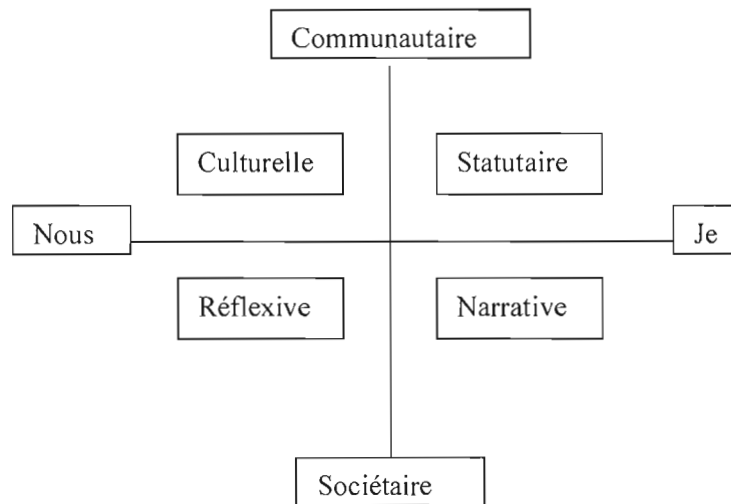 Communautaire
Culturelle
Statutaire
Nous
Je
Réflexive
Narrative
Sociétaire